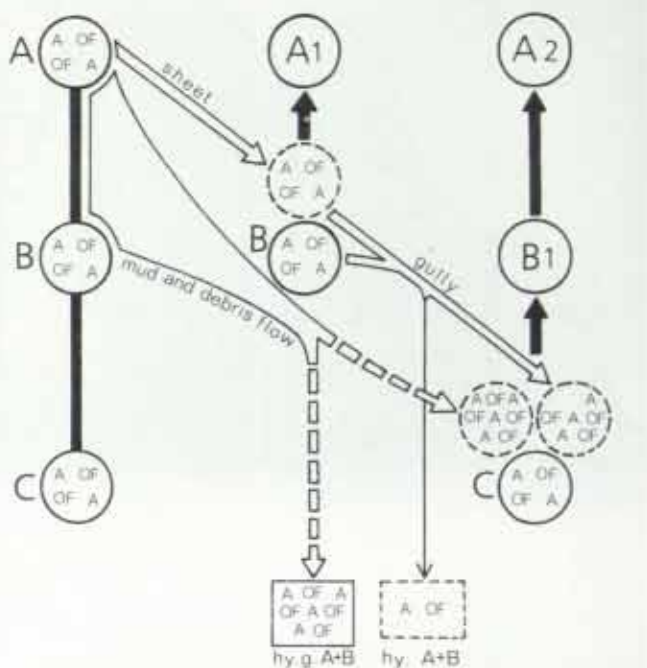 A
A OF
OF A
sheet
A1
A2
A OF
OF A
B
A OF
OF A
B
A OF
OF A
mud and debris flow
gully
B1
A OF A
OF A OF
A OF
A
OF A OF
A OF
C
A OF
OF A
C
A OF
OF A
A OF A
OF A OF
A OF
A OF
hy. g. A+B
hy. A+B